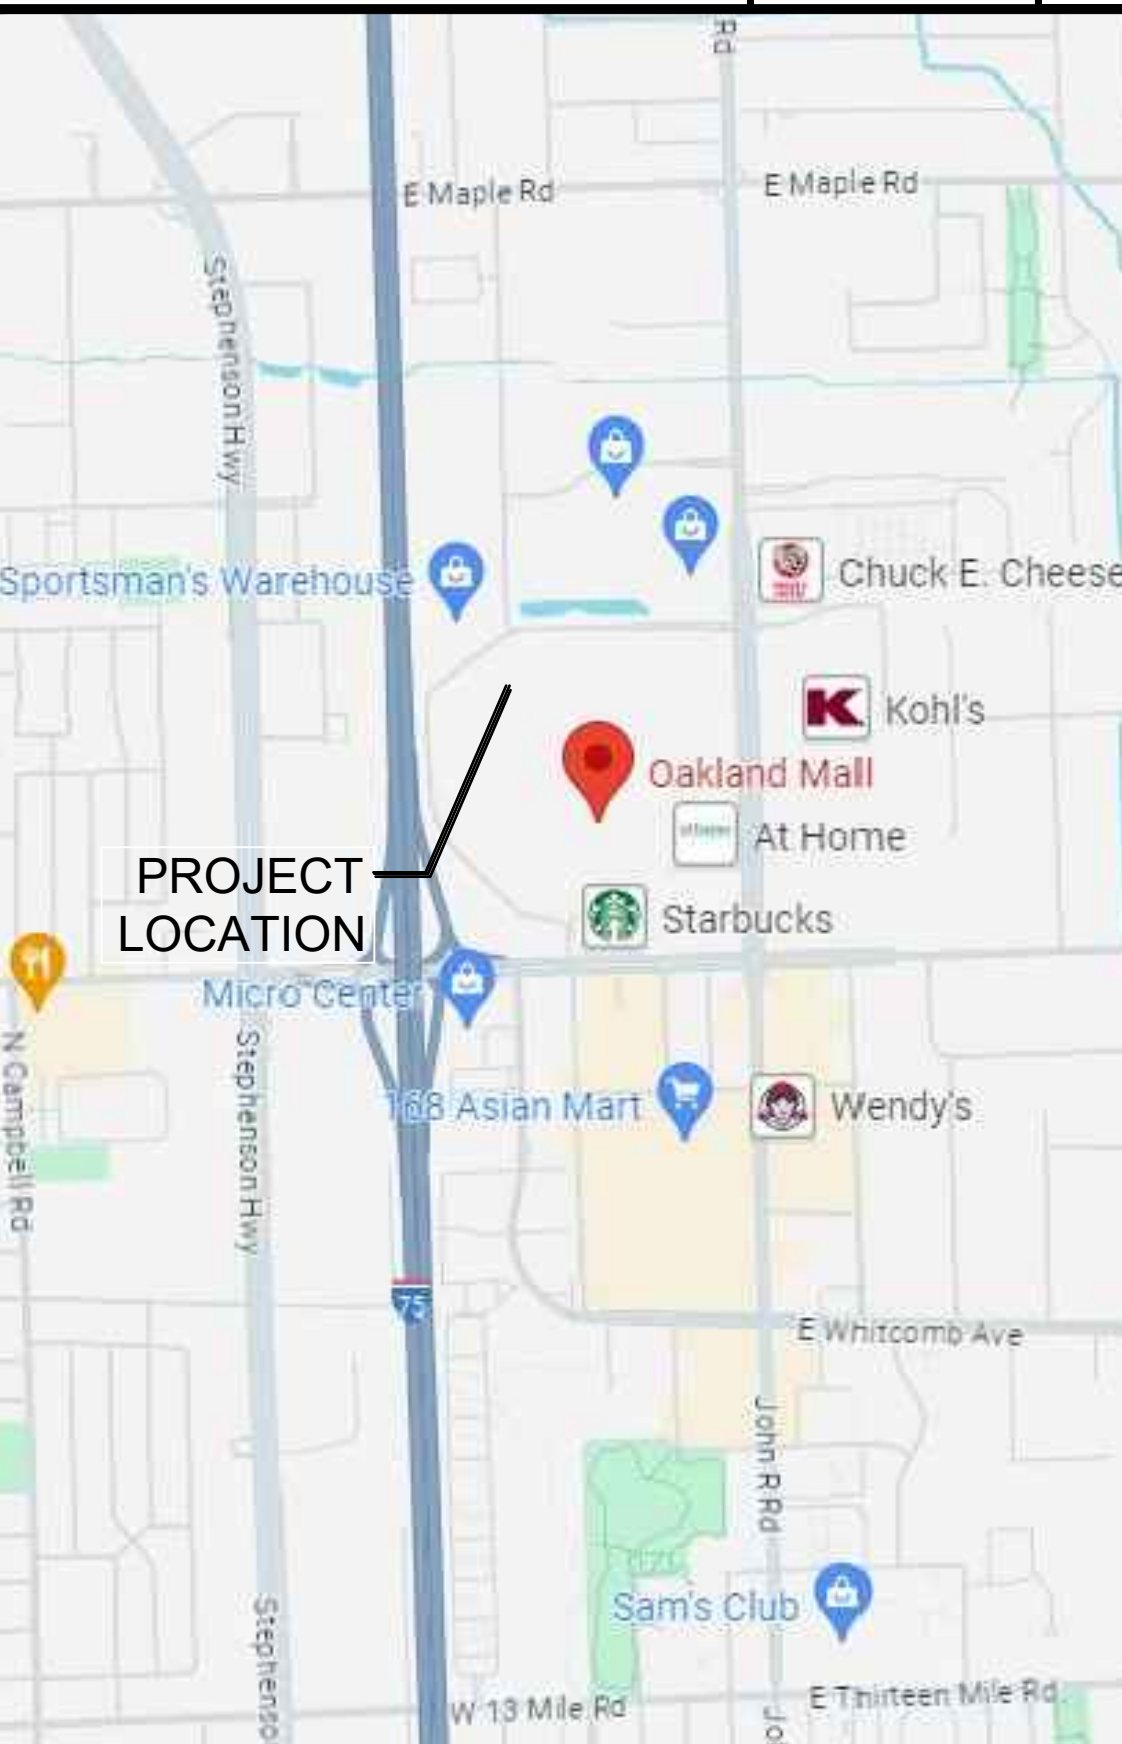 Rd
E Maple Rd
E Maple Rd
Stephenson Hwy
Sportsman's Warehouse
Chuck E. Cheese
K
Kohl's
Oakland Mall
At Home
PROJECT
LOCATION
Starbucks
Micro Center
N Campbell Rd
Stephenson Hwy
168 Asian Mart
Wendy's
75
E Whitcomb Ave
John R Rd
Sam's Club
Stephenso
W 13 Mile Rd
E Thirteen Mile Rd
Jo